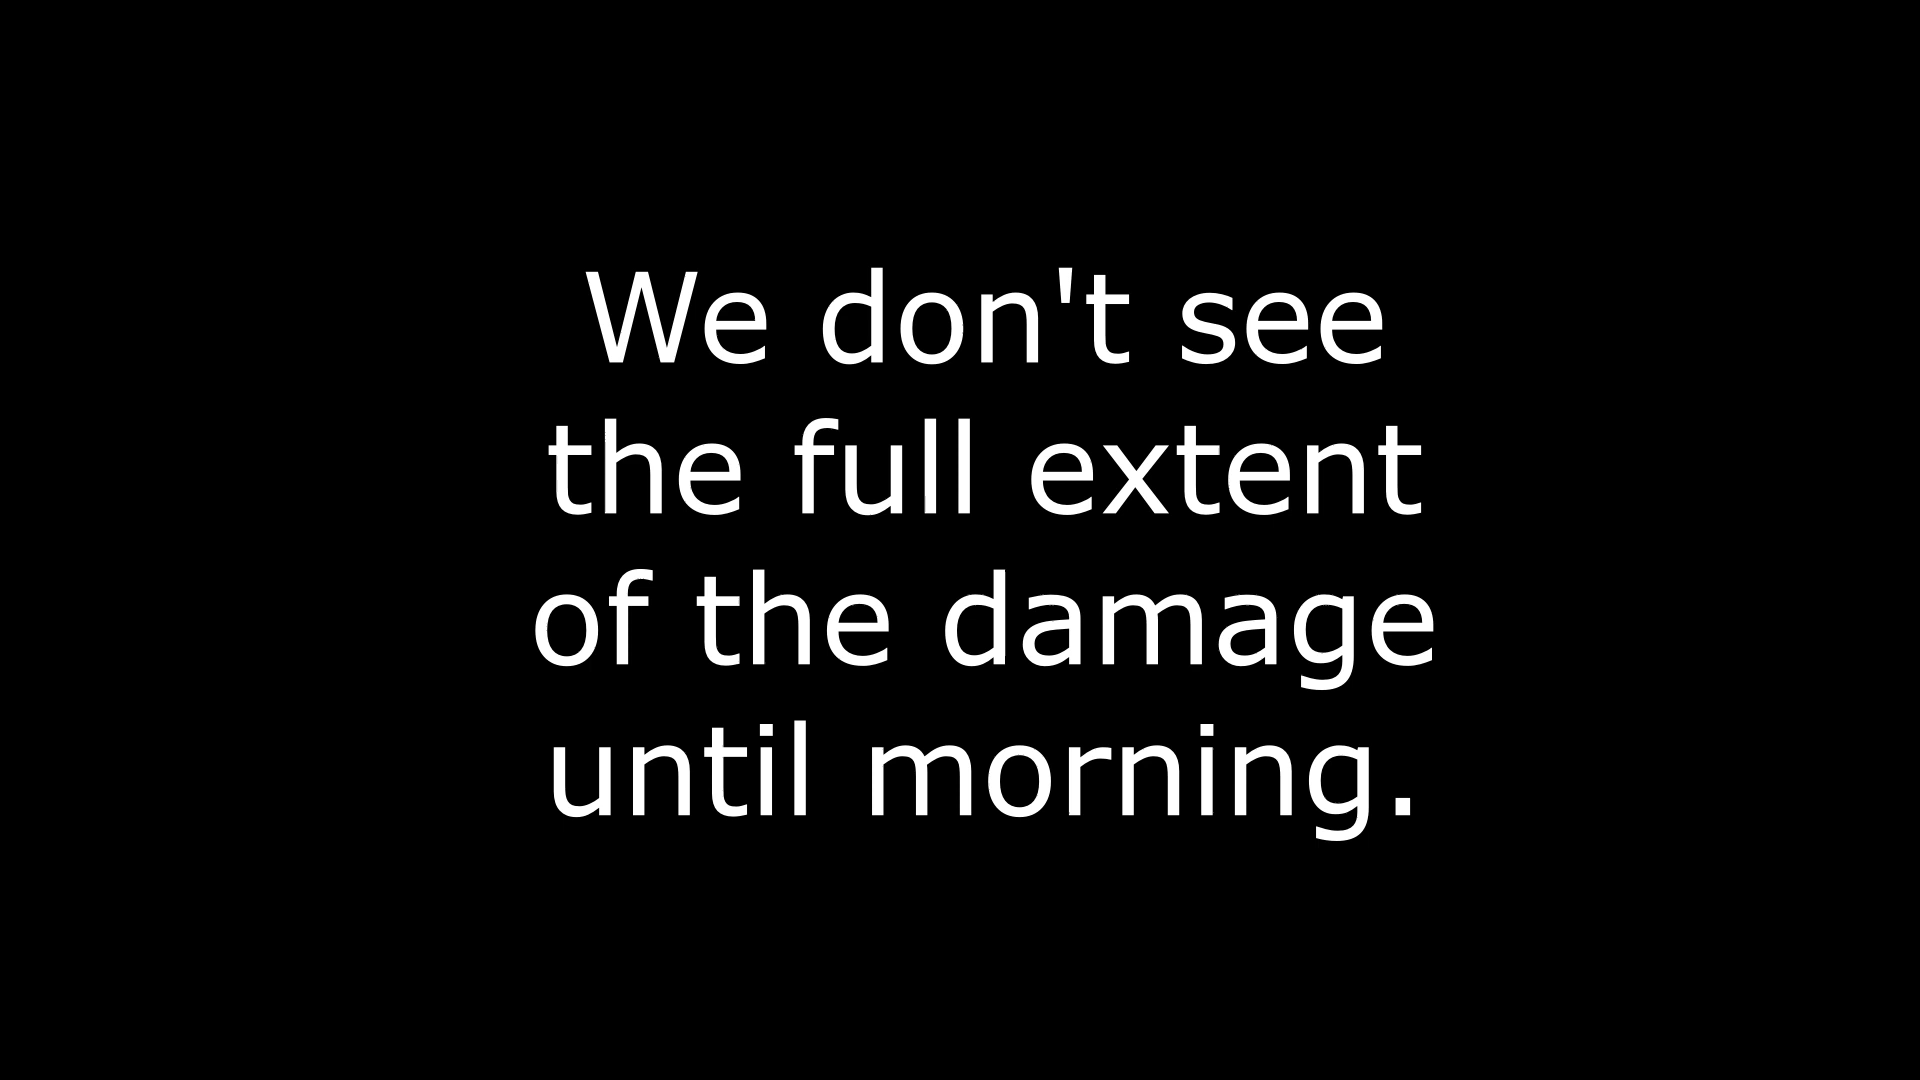 We don't see
the full extent
of the damage
until morning.